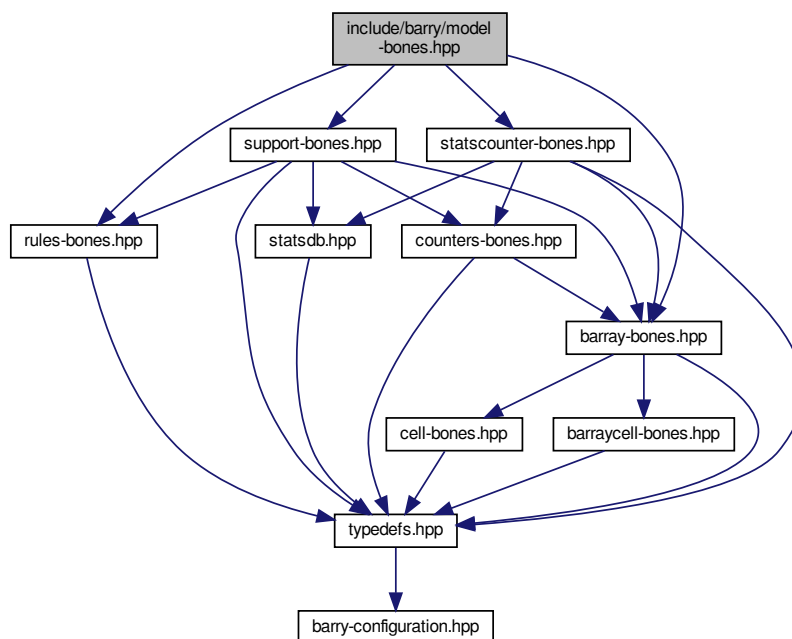 include/barry/model
-bones.hpp
support-bones.hpp
statscounter-bones.hpp
rules-bones.hpp
statsdb.hpp
counters-bones.hpp
barray-bones.hpp
cell-bones.hpp
barraycell-bones.hpp
typedefs.hpp
barry-configuration.hpp